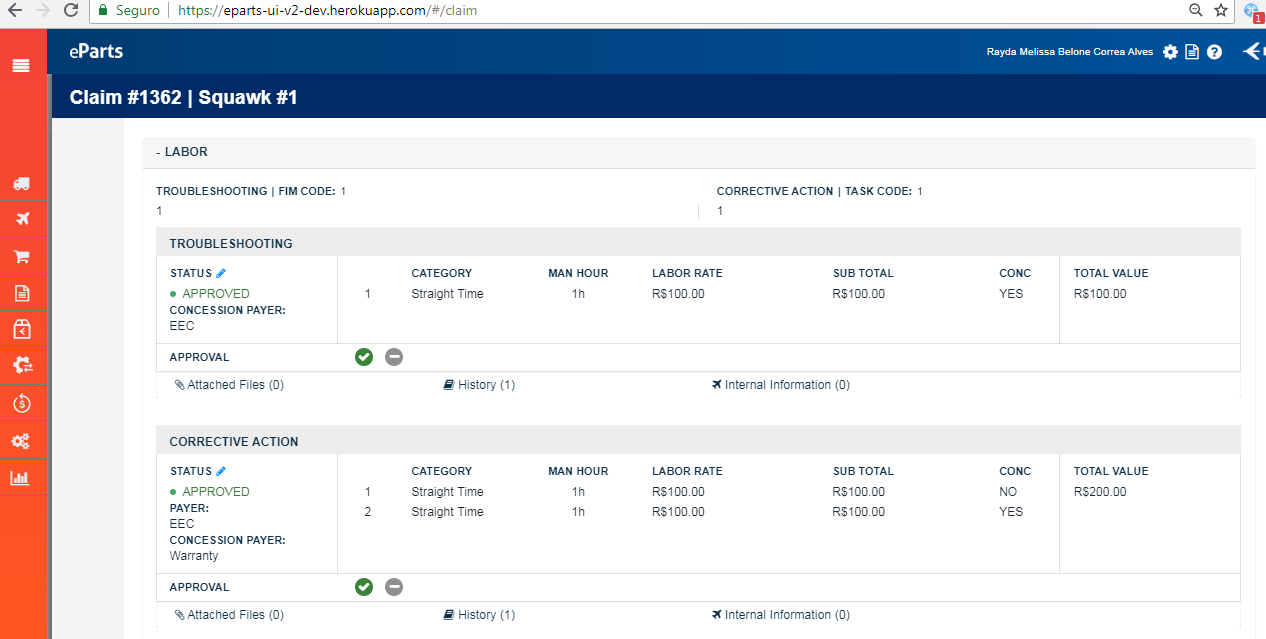 Seguro https://eparts-ui-v2-dev.herokuapp.com/#/claim
1
eParts
Rayda Melissa Belone Correa Alves
Claim #1362 | Squawk #1
- LABOR
TROUBLESHOOTING | FIM CODE: 1 CORRECTIVE ACTION | TASK CODE: 1
1 1
TROUBLESHOOTING
STATUS CATEGORY MAN HOUR LABOR RATE SUB TOTAL CONC TOTAL VALUE
APPROVED 1 Straight Time 1h R$100.00 R$100.00 YES R$100.00
CONCESSION PAYER:
EEC
APPROVAL
Attached Files (0) History (1) Internal Information (0)
CORRECTIVE ACTION
STATUS CATEGORY MAN HOUR LABOR RATE SUB TOTAL CONC TOTAL VALUE
APPROVED 1 Straight Time 1h R$100.00 R$100.00 NO R$200.00
PAYER: 2 Straight Time 1h R$100.00 R$100.00 YES
EEC
CONCESSION PAYER:
Warranty
APPROVAL
Attached Files (0) History (1) Internal Information (0)